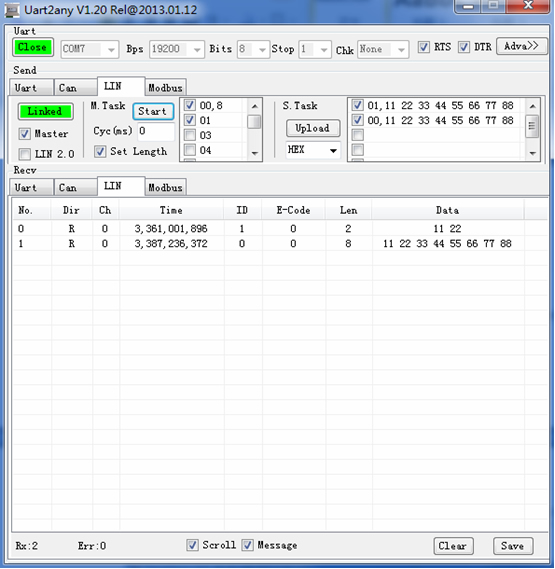 Uart2any V1.20 Rel@2013.01.12
Uart
Close COM7 Bps 19200 Bits 8 Stop 1 Chk None RTS DTR Adva>>
Send
Uart Can LIN Modbus
Linked M.Task Start 00,8 S.Task 01,11 22 33 44 55 66 77 88
Master Cyc(ms) 0 01 Upload 00,11 22 33 44 55 66 77 88
LIN 2.0 Set Length 03 HEX
04
Recv
Uart Can LIN Modbus
No. Dir Ch Time ID E-Code Len Data
0 R 0 3,361,001,896 1 0 2 11 22
1 R 0 3,387,236,372 0 0 8 11 22 33 44 55 66 77 88
Rx:2 Err:0 Scroll Message Clear Save